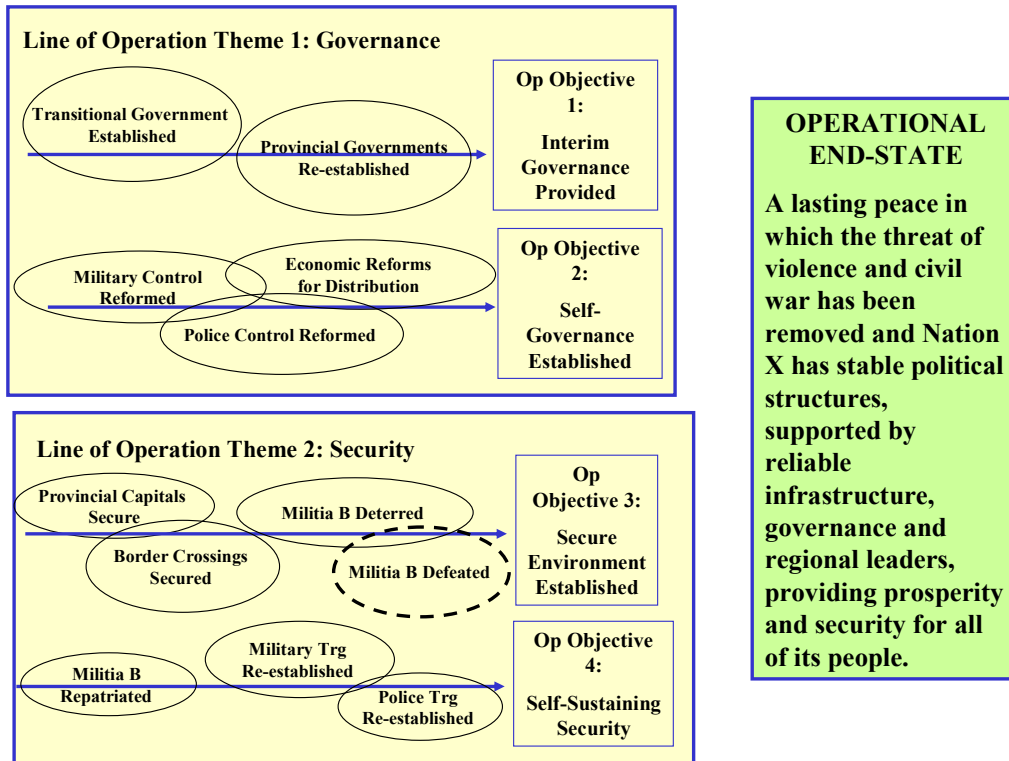 Line of Operation Theme 1: Governance
Transitional Government
Established
Provincial Governments
Re-established
Op Objective
1:
Interim
Governance
Provided
Military Control
Reformed
Economic Reforms
for Distribution
Police Control Reformed
Op Objective
2:
Self-
Governance
Established
Line of Operation Theme 2: Security
Provincial Capitals
Secure
Border Crossings
Secured
Militia B Deterred
Militia B Defeated
Op
Objective 3:
Secure
Environment
Established
Militia B
Repatriated
Military Trg
Re-established
Police Trg
Re-established
Op Objective
4:
Self-Sustaining
Security
OPERATIONAL
END-STATE
A lasting peace in
which the threat of
violence and civil
war has been
removed and Nation
X has stable political
structures,
supported by
reliable
infrastructure,
governance and
regional leaders,
providing prosperity
and security for all
of its people.